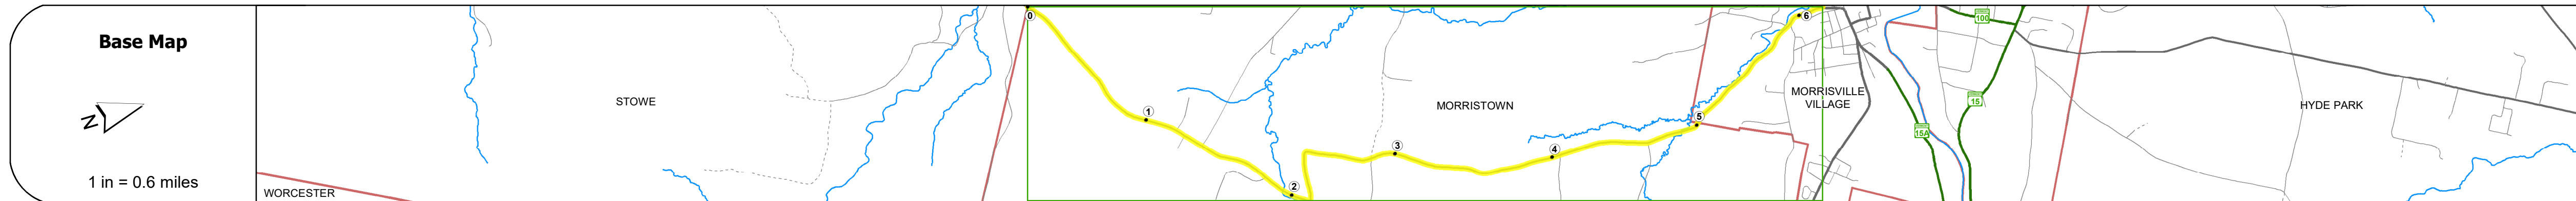 Base Map
N
1 in = 0.6 miles
WORCESTER
STOWE
0
1
2
3
MORRISTOWN
4
5
6
MORRISVILLE
VILLAGE
100
15
15A
HYDE PARK